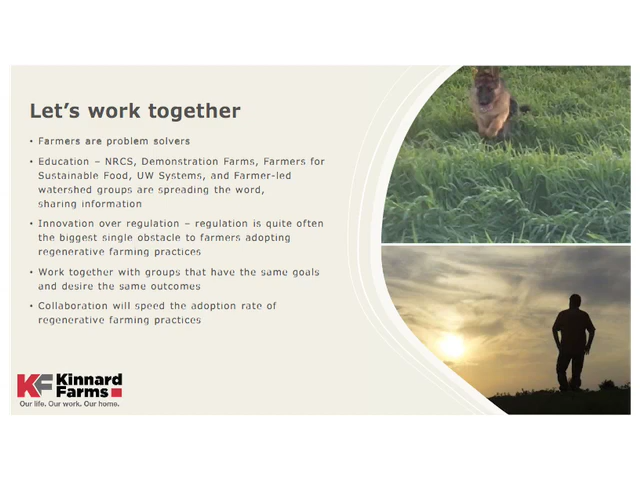 Let's work together
• Farmers are problem solvers
• Education – NRCS, Demonstration Farms, Farmers for
Sustainable Food, UW Systems, and Farmer-led
watershed groups are spreading the word,
sharing information
• Innovation over regulation – regulation is quite often
the biggest single obstacle to farmers adopting
regenerative farming practices
• Work together with groups that have the same goals
and desire the same outcomes
• Collaboration will speed the adoption rate of
regenerative farming practices
KF Kinnard
Farms
Our life. Our work. Our home.